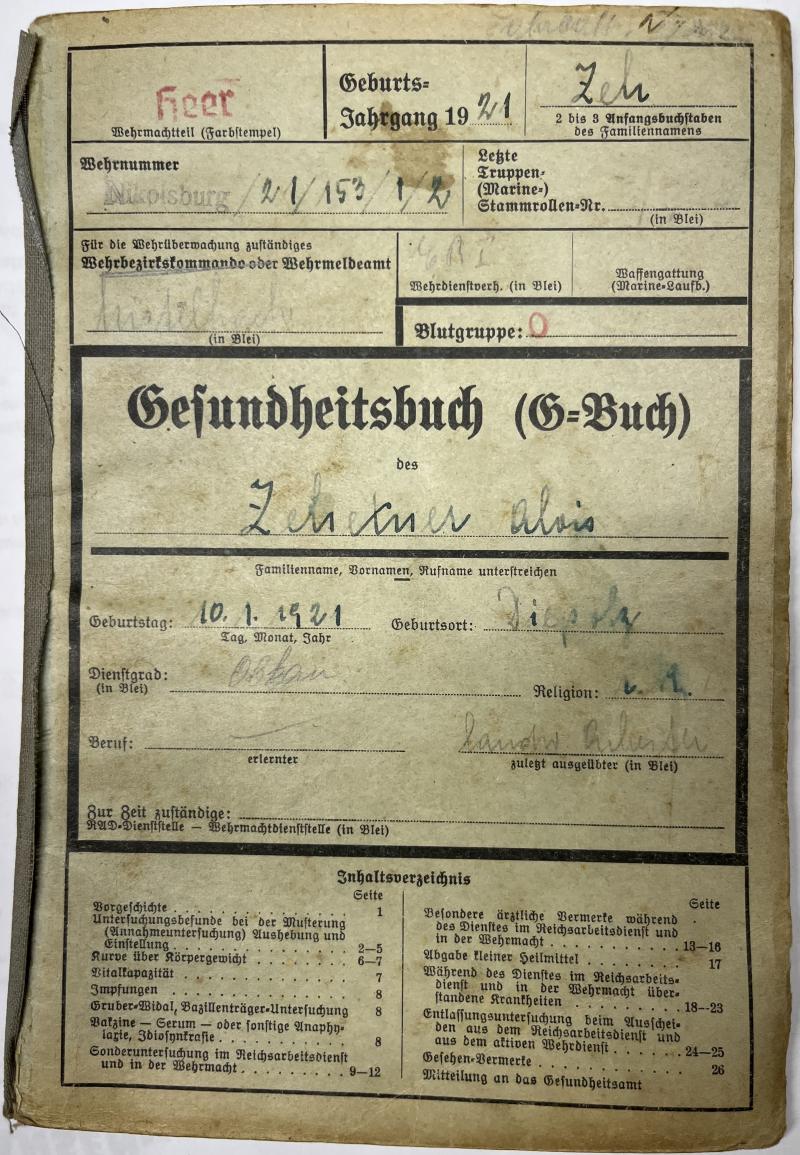 Heer
Wehrmachtteil (Farbstempel)
Geburts-
Jahrgang 1921
Zeh
2 bis 3 Anfangsbuchstaben
des Familiennamens
Wehrnummer
Nikolsburg /21/153/1/2
Letzte
Truppen-
(Marine-)
Stammrollen-Nr.
(in Blei)
Für die Wehrüberwachung zuständiges
Wehrbezirkskommando oder Wehrmeldeamt
(in Blei)
Wehrdienstverh. (in Blei)
Waffengattung
(Marine-Laufb.)
Blutgruppe: O
Gesundheitsbuch (G-Buch)
des
Alois
Familienname, Vornamen, Rufname unterstreichen
Geburtstag: 10. 1. 1921
Tag, Monat, Jahr
Geburtsort:
Dienstgrad:
(in Blei)
Religion:
Beruf:
erlernter
zuletzt ausgeübter (in Blei)
Zur Zeit zuständige:
RAD-Dienststelle — Wehrmachtdienststelle (in Blei)
Inhaltsverzeichnis
Seite
Vorgeschichte 1
Untersuchungsbefunde bei der Musterung
(Annahmeuntersuchung) Aushebung und
Einstellung 2—5
Kurve über Körpergewicht 6—7
Vitalkapazität 7
Impfungen 8
Gruber-Widal, Bazillenträger-Untersuchung 8
Vakzine — Serum — oder sonstige Anaphy-
laxie, Idiosynkrasie 8
Sonderuntersuchung im Reichsarbeitsdienst
und in der Wehrmacht 9—12
Seite
Besondere ärztliche Vermerke während
des Dienstes im Reichsarbeitsdienst und
in der Wehrmacht 13—16
Abgabe kleiner Heilmittel 17
Während des Dienstes im Reichsarbeits-
dienst und in der Wehrmacht über-
standene Krankheiten 18—23
Entlassungsuntersuchung beim Ausschei-
den aus dem Reichsarbeitsdienst und
aus dem aktiven Wehrdienst 24—25
Gesehen-Vermerke 26
Mitteilung an das Gesundheitsamt